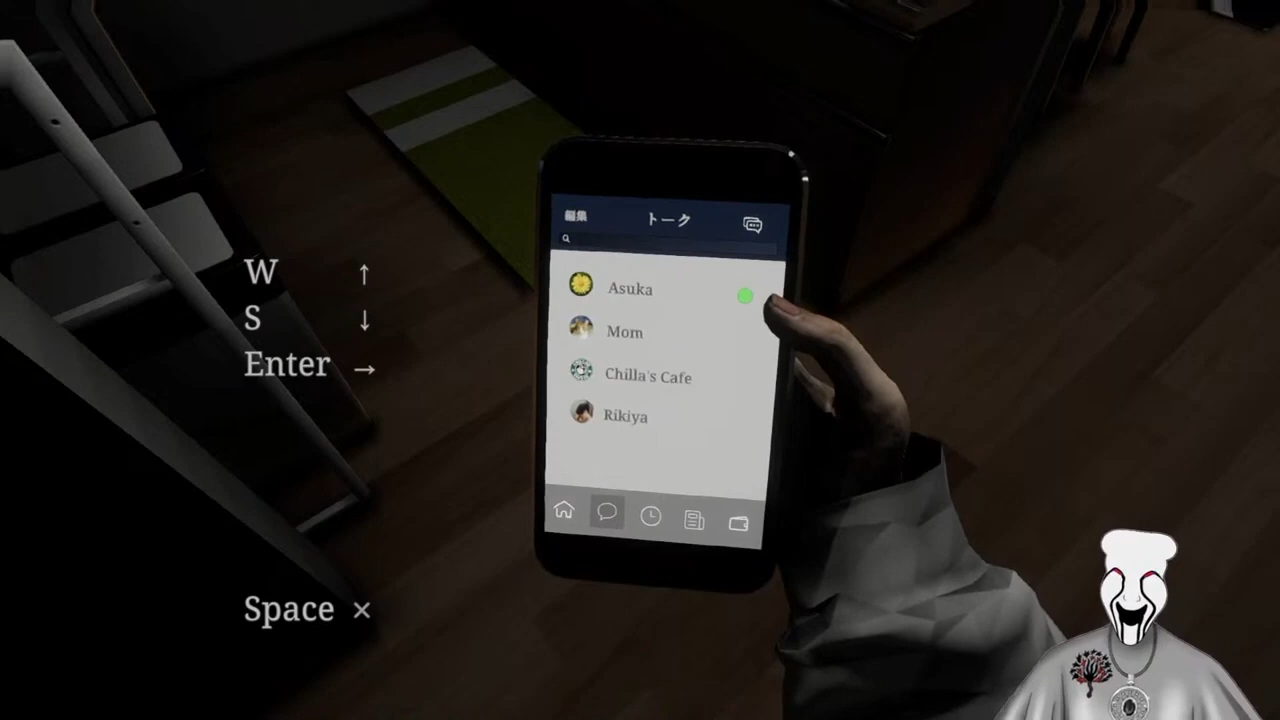 編集
トーク
Asuka
Mom
Chilla's Cafe
Rikiya
W ↑
S ↓
Enter →
Space ×